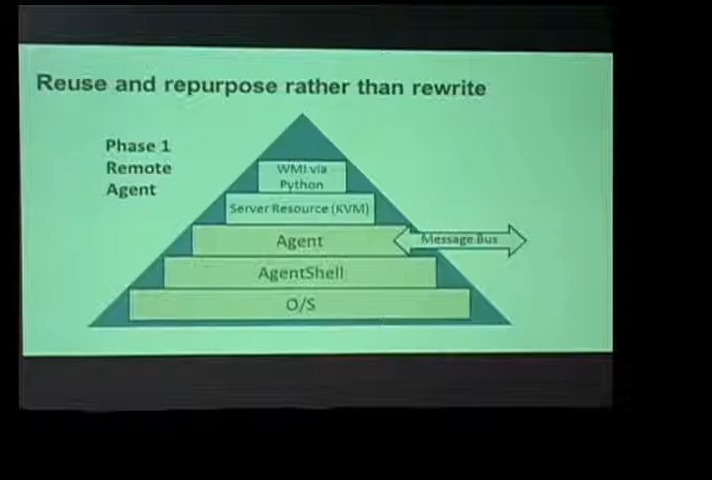 Reuse and repurpose rather than rewrite
Phase 1
Remote
Agent
WMI via
Python
Server Resource (KVM)
Agent
Message Bus
AgentShell
O/S